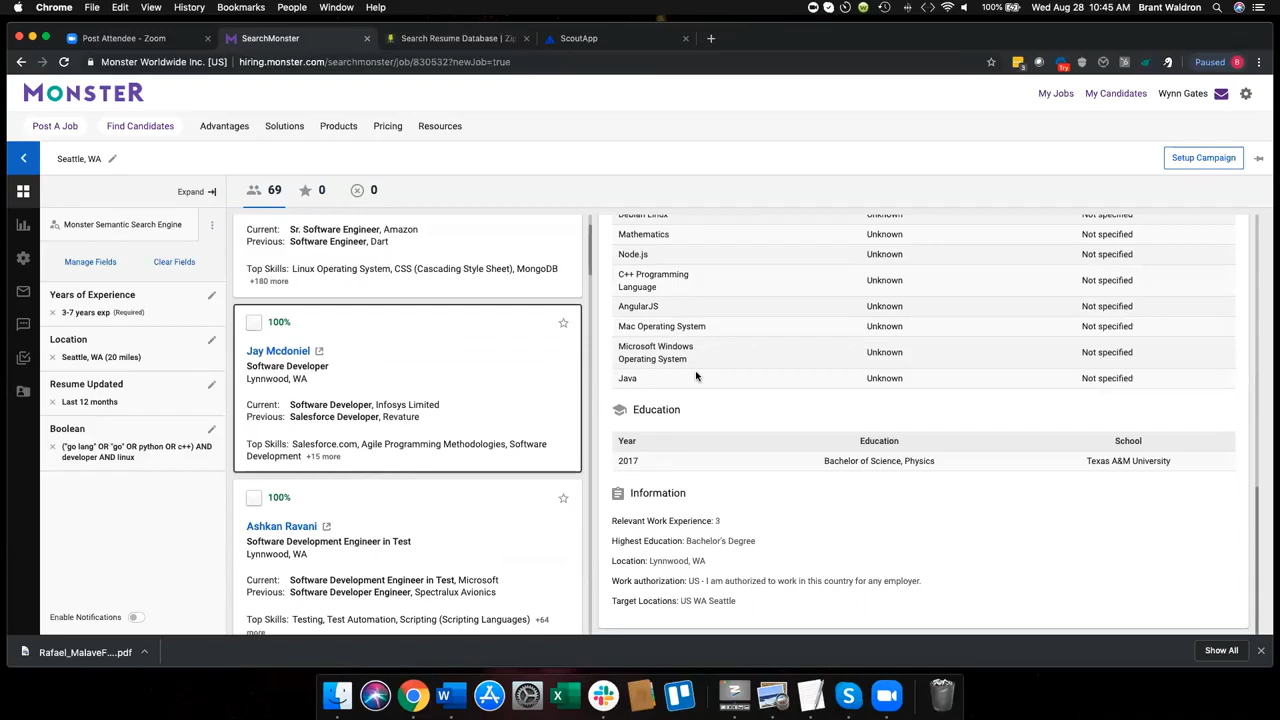 Chrome File Edit View History Bookmarks People Window Help 100% Wed Aug 28 10:45 AM Brant Waldron
Post Attendee - Zoom SearchMonster Search Resume Database | Zip ScoutApp
Monster Worldwide Inc. [US] | hiring.monster.com/searchmonster/job/830532?newJob=true Paused B
MONSTER My Jobs My Candidates Wynn Gates
Post A Job Find Candidates Advantages Solutions Products Pricing Resources
Seattle, WA Setup Campaign
Expand 69 0 0
Monster Semantic Search Engine
Manage Fields Clear Fields
Years of Experience
3-7 years exp (Required)
Location
Seattle, WA (20 miles)
Resume Updated
Last 12 months
Boolean
("go lang" OR "go" OR python OR c++) AND
developer AND linux
Enable Notifications
Current: Sr. Software Engineer, Amazon
Previous: Software Engineer, Dart
Top Skills: Linux Operating System, CSS (Cascading Style Sheet), MongoDB
+180 more
100%
Jay Mcdoniel
Software Developer
Lynnwood, WA
Current: Software Developer, Infosys Limited
Previous: Salesforce Developer, Revature
Top Skills: Salesforce.com, Agile Programming Methodologies, Software
Development +15 more
100%
Ashkan Ravani
Software Development Engineer in Test
Lynnwood, WA
Current: Software Development Engineer in Test, Microsoft
Previous: Software Developer Engineer, Spectralux Avionics
Top Skills: Testing, Test Automation, Scripting (Scripting Languages) +64
more
Debian Linux Unknown Not specified
Mathematics Unknown Not specified
Node.js Unknown Not specified
C++ Programming
Language Unknown Not specified
AngularJS Unknown Not specified
Mac Operating System Unknown Not specified
Microsoft Windows
Operating System Unknown Not specified
Java Unknown Not specified
Education
Year Education School
2017 Bachelor of Science, Physics Texas A&M University
Information
Relevant Work Experience: 3
Highest Education: Bachelor's Degree
Location: Lynnwood, WA
Work authorization: US - I am authorized to work in this country for any employer.
Target Locations: US WA Seattle
Rafael_MalaveF....pdf Show All